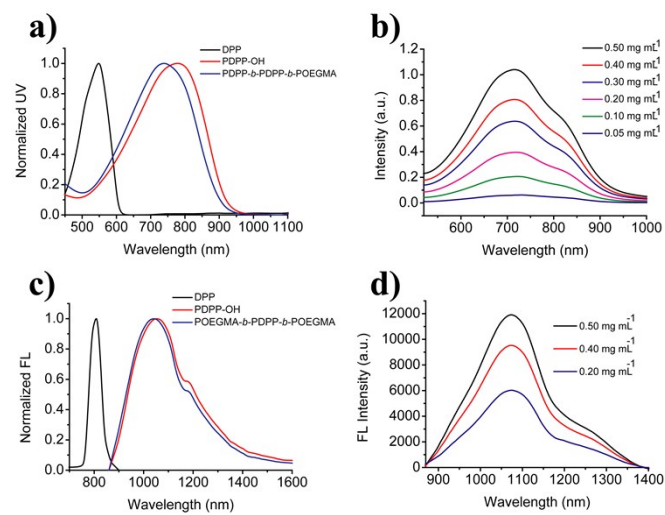 a)
DPP
PDPP-OH
PDPP-b-PDPP-b-POEGMA
Normalized UV
1.0
0.8
0.6
0.4
0.2
0.0
500 600 700 800 900 1000 1100
Wavelength (nm)
b)
0.50 mg mL-1
0.40 mg mL-1
0.30 mg mL-1
0.20 mg mL-1
0.10 mg mL-1
0.05 mg mL-1
Intensity (a.u.)
1.2
1.0
0.8
0.6
0.4
0.2
0.0
600 700 800 900 1000
Wavelength (nm)
c)
DPP
PDPP-OH
POEGMA-b-PDPP-b-POEGMA
Normalized FL
1.0
0.8
0.6
0.4
0.2
0.0
800 1000 1200 1400 1600
Wavelength (nm)
d)
0.50 mg mL-1
0.40 mg mL-1
0.20 mg mL-1
FL Intensity (a.u.)
12000
10000
8000
6000
4000
2000
0
900 1000 1100 1200 1300 1400
Wavelength (nm)